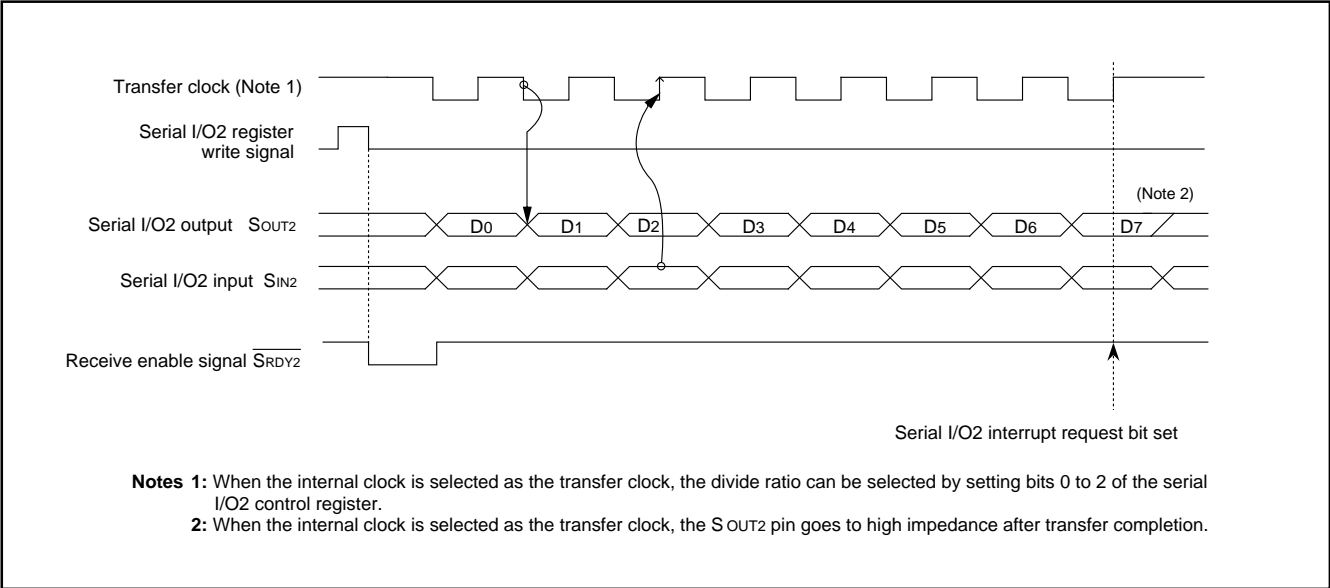 Transfer clock (Note 1)
Serial I/O2 register
write signal
(Note 2)
Serial I/O2 output SOUT2
D0 D1 D2 D3 D4 D5 D6 D7
Serial I/O2 input SIN2
Receive enable signal SRDY2
Serial I/O2 interrupt request bit set
Notes 1: When the internal clock is selected as the transfer clock, the divide ratio can be selected by setting bits 0 to 2 of the serial
I/O2 control register.
2: When the internal clock is selected as the transfer clock, the S OUT2 pin goes to high impedance after transfer completion.